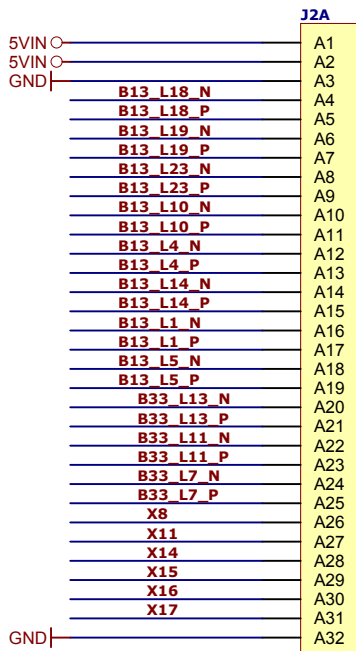 J2A
5VIN A1
5VIN A2
GND A3
B13_L18_N A4
B13_L18_P A5
B13_L19_N A6
B13_L19_P A7
B13_L23_N A8
B13_L23_P A9
B13_L10_N A10
B13_L10_P A11
B13_L4_N A12
B13_L4_P A13
B13_L14_N A14
B13_L14_P A15
B13_L1_N A16
B13_L1_P A17
B13_L5_N A18
B13_L5_P A19
B33_L13_N A20
B33_L13_P A21
B33_L11_N A22
B33_L11_P A23
B33_L7_N A24
B33_L7_P A25
X8 A26
X11 A27
X14 A28
X15 A29
X16 A30
X17 A31
GND A32